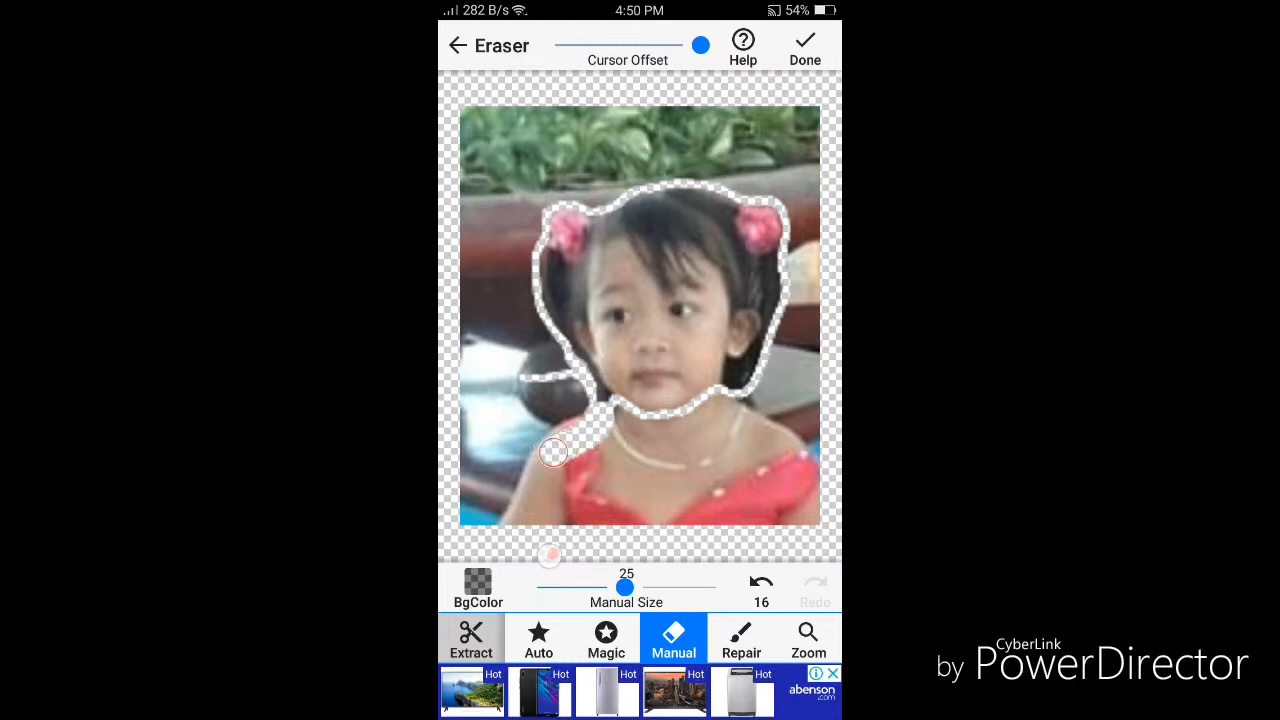 282 B/s 4:50 PM 54%
Eraser
Cursor Offset
Help
Done
25
BgColor
Manual Size
16
Redo
Extract
Auto
Magic
Manual
Repair
Zoom
Hot
Hot
Hot
Hot
Hot
abenson
.com
CyberLink
by PowerDirector